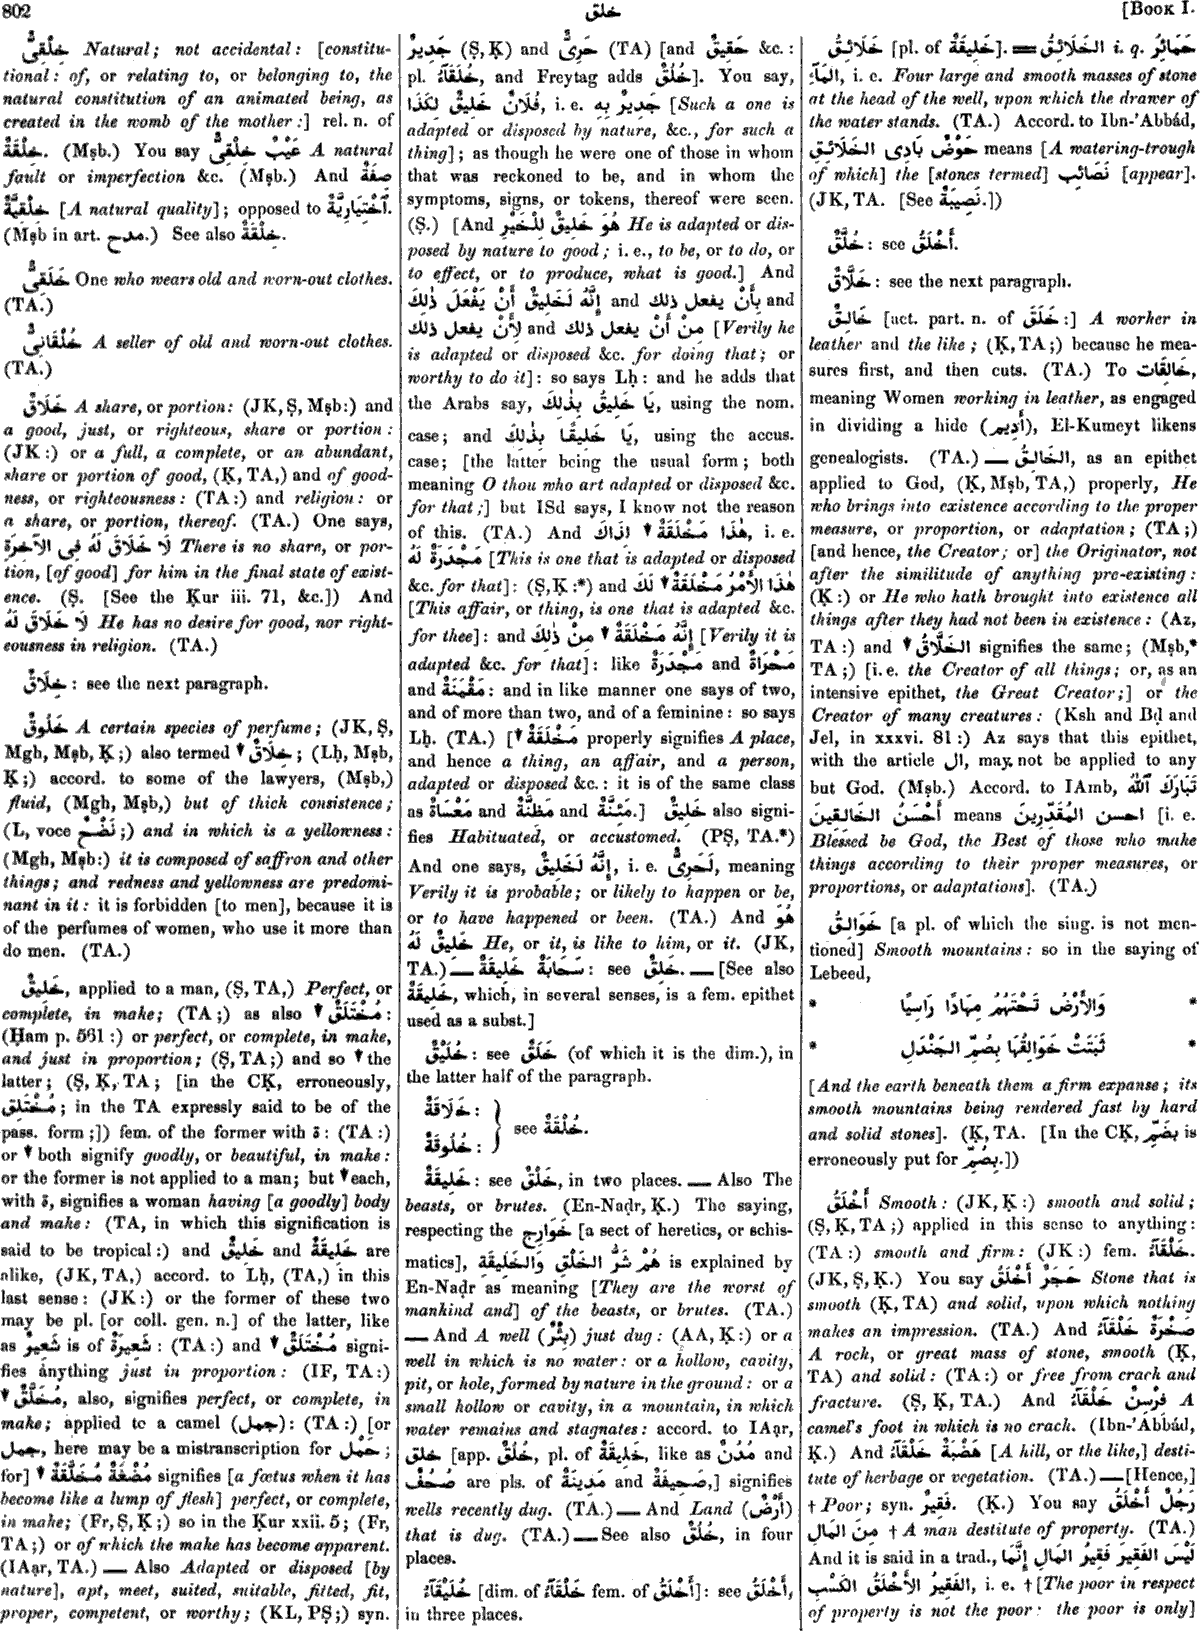 802
خلق
[BOOK I.
خِلْقِىٌّ Natural; not accidental: [constitu-
tional: of, or relating to, or belonging to, the
natural constitution of an animated being, as
created in the womb of the mother:] rel. n. of
خِلْقَةٌ. (Mṣb.) You say عَيْبٌ خِلْقِىٌّ A natural
fault or imperfection &c. (Mṣb.) And صِفَةٌ
خِلْقِيَّةٌ [A natural quality]; opposed to ٱخْتِيَارِيَّةٌ.
(Mṣb in art. مدح.) See also خِلْقَةٌ.
خَلَقِىٌّ One who wears old and worn-out clothes.
(TA.)
خُلْقَانِىٌّ A seller of old and worn-out clothes.
(TA.)
خَلَاقٌ A share, or portion: (JK, Ṣ, Mṣb:) and
a good, just, or righteous, share or portion:
(JK:) or a full, a complete, or an abundant,
share or portion of good, (Ḳ, TA,) and of good-
ness, or righteousness: (TA:) and religion: or
a share, or portion, thereof. (TA.) One says,
لَا خَلَاقَ لَهُ فِى الآخِرَةِ There is no share, or por-
tion, [of good] for him in the final state of exist-
ence. (Ṣ. [See the Ḳur iii. 71, &c.]) And
لَا خَلَاقَ لَهُ He has no desire for good, nor right-
eousness in religion. (TA.)
خِلَاقٌ: see the next paragraph.
خَلُوقٌ A certain species of perfume; (JK, Ṣ,
Mgh, Mṣb, Ḳ;) also termed ▾ خِلَاقٌ; (Lḥ, Mṣb,
Ḳ;) accord. to some of the lawyers, (Mṣb,)
fluid, (Mgh, Mṣb,) but of thick consistence;
(L, voce نَضْحٌ;) and in which is a yellowness:
(Mgh, Mṣb:) it is composed of saffron and other
things; and redness and yellowness are predomi-
nant in it: it is forbidden [to men], because it is
of the perfumes of women, who use it more than
do men. (TA.)
خَلِيقٌ, applied to a man, (Ṣ, TA,) Perfect, or
complete, in make; (TA;) as also ▾ مُخْتَلَقٌ:
(Ḥam p. 561:) or perfect, or complete, in make,
and just in proportion; (Ṣ, TA;) and so ▾ the
latter; (Ṣ, Ḳ, TA; [in the CḲ, erroneously,
مُخْتَلِق; in the TA expressly said to be of the
pass. form;]) fem. of the former with ة: (TA:)
or ▾ both signify goodly, or beautiful, in make:
or the former is not applied to a man; but ▾ each,
with ة, signifies a woman having [a goodly] body
and make: (TA, in which this signification is
said to be tropical:) and خَلِيقٌ and خَلِيقَةٌ are
alike, (JK, TA,) accord. to Lḥ, (TA,) in this
last sense: (JK:) or the former of these two
may be pl. [or coll. gen. n.] of the latter, like
as شَعِيرٌ is of شَعِيرَةٌ: (TA:) and ▾ مُخْتَلَقٌ signi-
fies anything just in proportion: (IF, TA:)
▾ مُخَلَّقٌ, also, signifies perfect, or complete, in
make; applied to a camel (جمل): (TA:) [or
جمل, here may be a mistranscription for حَمْل;
for] ▾ مُضْغَةٌ مُخَلَّقَةٌ signifies [a fœtus when it has
become like a lump of flesh] perfect, or complete,
in make; (Fr, Ṣ, Ḳ;) so in the Ḳur xxii. 5; (Fr,
TA;) or of which the make has become apparent.
(IAạr, TA.) — Also Adapted or disposed [by
nature], apt, meet, suited, suitable, fitted, fit,
proper, competent, or worthy; (KL, PṢ;) syn.
جَدِيرٌ (Ṣ, Ḳ) and حَرِىٌّ (TA) [and حَقِيقٌ &c.:
pl. خُلَقَآءُ, and Freytag adds خُلُقٌ]. You say,
فُلَانٌ خَلِيقٌ لِكَذَا, i. e. جَدِيرٌ بِهِ [Such a one is
adapted or disposed by nature, &c., for such a
thing]; as though he were one of those in whom
that was reckoned to be, and in whom the
symptoms, signs, or tokens, thereof were seen.
(Ṣ.) [And هُوَ خَلِيقٌ لِلْخَيْرِ He is adapted or dis-
posed by nature to good; i. e., to be, or to do, or
to effect, or to produce, what is good.] And
إِنَّهُ لَخَلِيقٌ أَنْ يَفْعَلَ ذٰلِكَ and بِأَنْ يفعل ذلك and
لِأَنْ يفعل ذلك and مِنْ أَنْ يفعل ذلك [Verily he
is adapted or disposed &c. for doing that; or
worthy to do it]: so says Lḥ: and he adds that
the Arabs say, يَا خَلِيقُ بِذٰلِكَ, using the nom.
case; and يَا خَلِيقًا بِذٰلِكَ, using the accus.
case; [the latter being the usual form; both
meaning O thou who art adapted or disposed &c.
for that;] but ISd says, I know not the reason
of this. (TA.) And هٰذَا مَخْلَقَةٌ ▾ لِذَاكَ, i. e.
مَجْدَرَةٌ لَهُ [This is one that is adapted or disposed
&c. for that]: (Ṣ, Ḳ:*) and هٰذَا الأَمْرُ مَخْلَقَةٌ ▾ لَكَ
[This affair, or thing, is one that is adapted &c.
for thee]: and إِنَّهُ مَخْلَقَةٌ ▾ مِنْ ذٰلِكَ [Verily it is
adapted &c. for that]: like مَجْدَرَةٌ and مَحْرَاةٌ
and مَقْمَنَةٌ: and in like manner one says of two,
and of more than two, and of a feminine: so says
Lḥ. (TA.) [▾ مَخْلَقَةٌ properly signifies A place,
and hence a thing, an affair, and a person,
adapted or disposed &c.: it is of the same class
as مَعْسَاةٌ and مَظِنَّةٌ and مَئِنَّةٌ.] خَلِيقٌ also signi-
fies Habituated, or accustomed. (PṢ, TA.*)
And one says, إِنَّهُ لَخَلِيقٌ, i. e. لَحَرِىٌّ, meaning
Verily it is probable; or likely to happen or be,
or to have happened or been. (TA.) And هُوَ
خَلِيقٌ لَهُ He, or it, is like to him, or it. (JK,
TA.) — سَحَابَةٌ خَلِيقَةٌ: see خَلِقٌ. — [See also
خَلِيقَةٌ, which, in several senses, is a fem. epithet
used as a subst.]
خُلَيْقٌ: see خَلَقٌ (of which it is the dim.), in
the latter half of the paragraph.
خَلَاقَةٌ:
خُلُوقَةٌ:
see خُلْقَةٌ.
خَلِيقَةٌ: see خَلْقٌ, in two places. — Also The
beasts, or brutes. (En-Naḍr, Ḳ.) The saying,
respecting the خَوَارِج [a sect of heretics, or schis-
matics], هُمْ شَرُّ الخَلْقِ وَالخَلِيقَةِ is explained by
En-Naḍr as meaning [They are the worst of
mankind and] of the beasts, or brutes. (TA.)
— And A well (بِئْرٌ) just dug: (AA, Ḳ:) or a
well in which is no water: or a hollow, cavity,
pit, or hole, formed by nature in the ground: or a
small hollow or cavity, in a mountain, in which
water remains and stagnates: accord. to IAạr,
خلق [app. خُلُقٌ, pl. of خَلِيقَةٌ, like as مُدُنٌ and
صُحُفٌ are pls. of مَدِينَةٌ and صَحِيفَةٌ,] signifies
wells recently dug. (TA.) — And Land (أَرْضٌ)
that is dug. (TA.) — See also خُلُقٌ, in four
places.
خُلَيْقَآءُ [dim. of خَلْقَآءُ fem. of أَخْلَقُ]: see أَخْلَقُ,
in three places.
خَلَائِقُ [pl. of خَلِيقَةٌ]. = الخَلَائِقُ i. q. حَمَائِرُ
المَآءِ, i. e. Four large and smooth masses of stone
at the head of the well, upon which the drawer of
the water stands. (TA.) Accord. to Ibn-'Abbád,
حَوْضٌ بَادِى الخَلَائِقِ means [A watering-trough
of which] the [stones termed] نَصَائِب [appear].
(JK, TA. [See نَصِيبَةٌ.])
خُلَّقٌ: see أَخْلَقُ.
خَلَّاقٌ: see the next paragraph.
خَالِقٌ [act. part. n. of خَلَقَ:] A worker in
leather and the like; (Ḳ, TA;) because he mea-
sures first, and then cuts. (TA.) To خَالِقَات,
meaning Women working in leather, as engaged
in dividing a hide (أَدِيم), El-Kumeyt likens
genealogists. (TA.) — الخَالِقُ, as an epithet
applied to God, (Ḳ, Mṣb, TA,) properly, He
who brings into existence according to the proper
measure, or proportion, or adaptation; (TA;)
[and hence, the Creator; or] the Originator, not
after the similitude of anything pre-existing:
(Ḳ:) or He who hath brought into existence all
things after they had not been in existence: (Az,
TA:) and ▾ الخَلَّاقُ signifies the same; (Mṣb,*
TA;) [i. e. the Creator of all things; or, as an
intensive epithet, the Great Creator;] or the
Creator of many creatures: (Ksh and Bḍ and
Jel, in xxxvi. 81:) Az says that this epithet,
with the article ال, may not be applied to any
but God. (Mṣb.) Accord. to IAmb, تَبَارَكَ ٱللّٰهُ
أَحْسَنُ الخَالِقِينَ means احسن المُقَدِّرِينَ [i. e.
Blessed be God, the Best of those who make
things according to their proper measures, or
proportions, or adaptations]. (TA.)
خَوَالِقُ [a pl. of which the sing. is not men-
tioned] Smooth mountains: so in the saying of
Lebeed,
* وَالأَرْضُ تَحْتَهُمْ مِهَادًا رَاسِيًا *
* ثَبَتَتْ خَوَالِقُهَا بِصُمِّ الجَنْدَلِ *
[And the earth beneath them a firm expanse; its
smooth mountains being rendered fast by hard
and solid stones]. (Ḳ, TA. [In the CḲ, بِضَمّ is
erroneously put for بِصُمّ.])
أَخْلَقُ Smooth: (JK, Ḳ:) smooth and solid;
(Ṣ, Ḳ, TA;) applied in this sense to anything:
(TA:) smooth and firm: (JK:) fem. خَلْقَآءُ.
(JK, Ṣ, Ḳ.) You say حَجَرٌ أَخْلَقُ Stone that is
smooth (Ḳ, TA) and solid, upon which nothing
makes an impression. (TA.) And صَخْرَةٌ خَلْقَآءُ
A rock, or great mass of stone, smooth (Ḳ,
TA) and solid: (TA:) or free from crack and
fracture. (Ṣ, Ḳ, TA.) And فِرْسِنٌ خَلْقَآءُ A
camel's foot in which is no crack. (Ibn-'Abbád,
Ḳ.) And هَضْبَةٌ خَلْقَآءُ [A hill, or the like,] desti-
tute of herbage or vegetation. (TA.) — [Hence,]
† Poor; syn. فَقِيرٌ. (Ḳ.) You say رَجُلٌ أَخْلَقُ
مِنَ المَالِ † A man destitute of property. (TA.)
And it is said in a trad., لَيْسَ الفَقِيرُ فَقِيرُ المَالِ إِنَّمَا
الفَقِيرُ الأَخْلَقُ الكَسْبِ, i. e. † [The poor in respect
of property is not the poor: the poor is only]